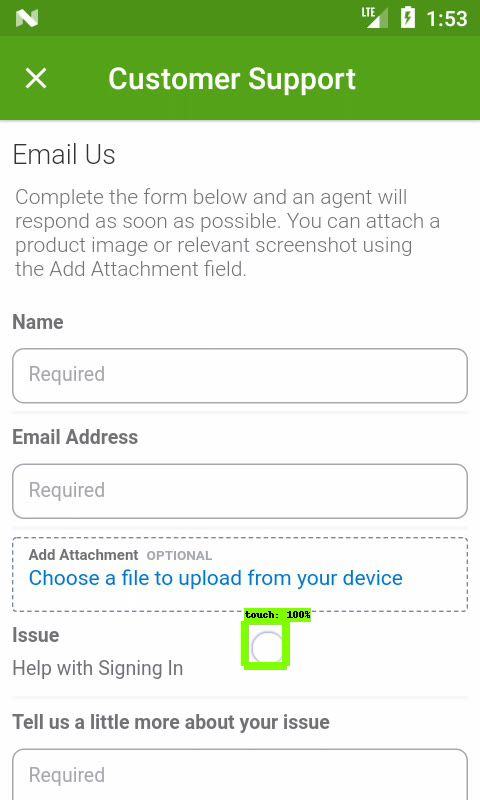 LTE 1:53
Customer Support
Email Us
Complete the form below and an agent will
respond as soon as possible. You can attach a
product image or relevant screenshot using
the Add Attachment field.
Name
Required
Email Address
Required
Add Attachment OPTIONAL
Choose a file to upload from your device
touch: 100%
Issue
Help with Signing In
Tell us a little more about your issue
Required